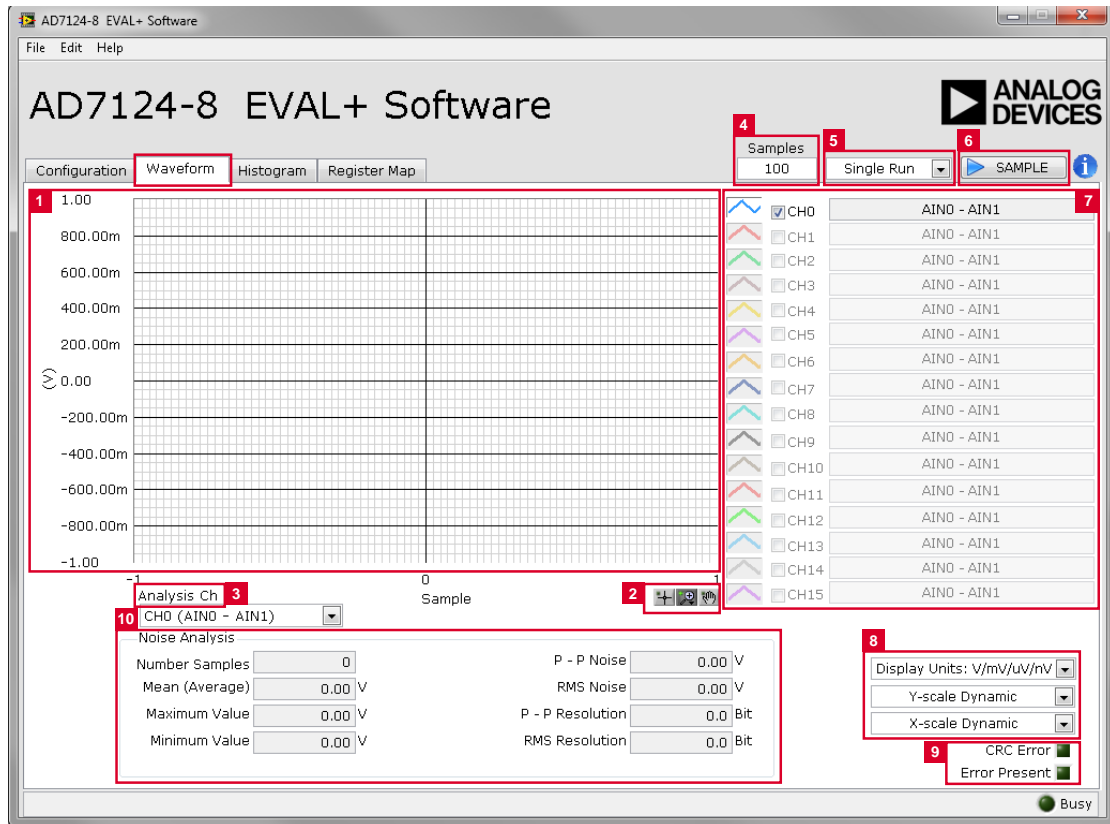 AD7124-8 EVAL+ Software
File Edit Help
AD7124-8 EVAL+ Software
ANALOG
DEVICES
4
5
6
Samples
Configuration Waveform Histogram Register Map
100 Single Run SAMPLE i
1
7
1.00
800.00m
600.00m
400.00m
200.00m
0.00
-200.00m
-400.00m
-600.00m
-800.00m
-1.00
(V)
-1 0 1
Sample
CH0 AIN0 - AIN1
CH1 AIN0 - AIN1
CH2 AIN0 - AIN1
CH3 AIN0 - AIN1
CH4 AIN0 - AIN1
CH5 AIN0 - AIN1
CH6 AIN0 - AIN1
CH7 AIN0 - AIN1
CH8 AIN0 - AIN1
CH9 AIN0 - AIN1
CH10 AIN0 - AIN1
CH11 AIN0 - AIN1
CH12 AIN0 - AIN1
CH13 AIN0 - AIN1
CH14 AIN0 - AIN1
CH15 AIN0 - AIN1
Analysis Ch 3
2
10 CH0 (AIN0 - AIN1)
Noise Analysis
Number Samples 0
Mean (Average) 0.00 V
Maximum Value 0.00 V
Minimum Value 0.00 V
P - P Noise 0.00 V
RMS Noise 0.00 V
P - P Resolution 0.0 Bit
RMS Resolution 0.0 Bit
8
Display Units: V/mV/uV/nV
Y-scale Dynamic
X-scale Dynamic
9 CRC Error
Error Present
Busy